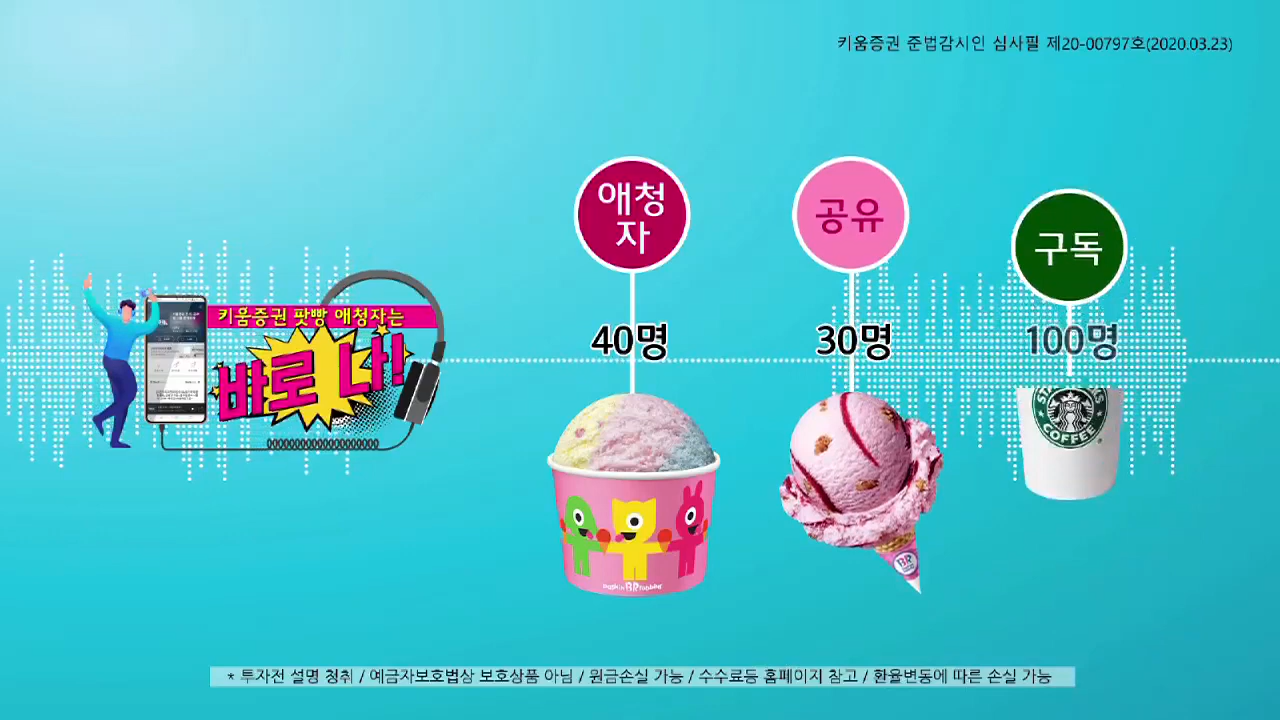 키움증권 준법감시인 심사필 제20-00797호(2020.03.23)
애청
자
공유
구독
키움증권 팟빵 애청자는
바로 나!
40명
30명
100명
STARBUCKS
COFFEE
BR
baskin BR robbins
* 투자전 설명 청취 / 예금자보호법상 보호상품 아님 / 원금손실 가능 / 수수료등 홈페이지 참고 / 환율변동에 따른 손실 가능